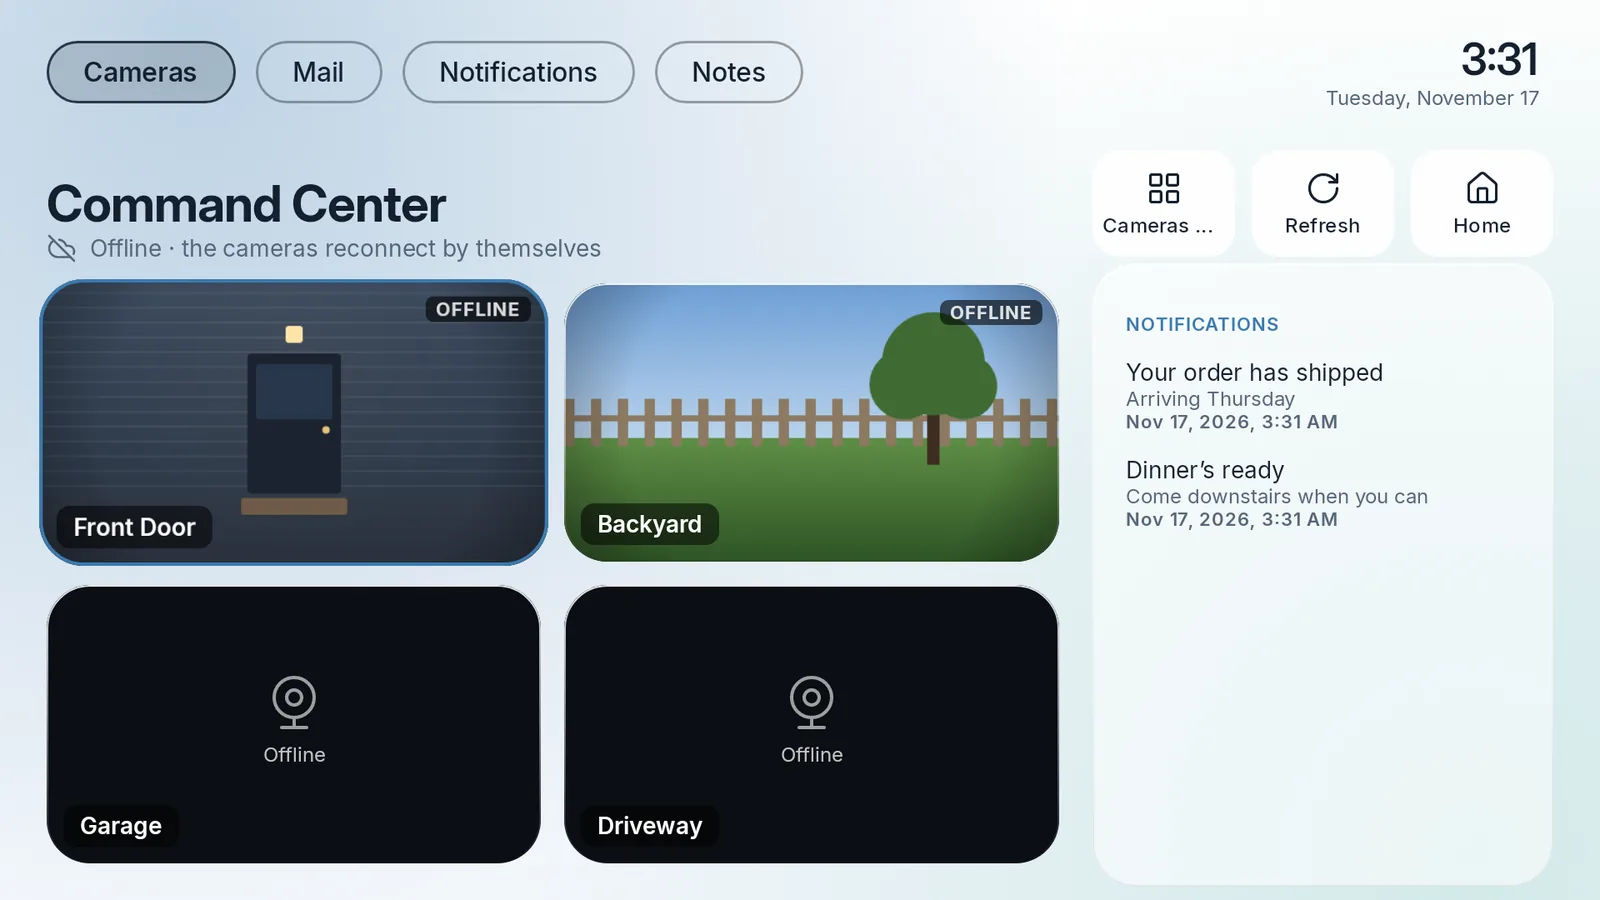 Cameras
Mail
Notifications
Notes
3:31
Tuesday, November 17
Command Center
Offline · the cameras reconnect by themselves
Cameras ...
Refresh
Home
OFFLINE
Front Door
OFFLINE
Backyard
Offline
Garage
Offline
Driveway
NOTIFICATIONS
Your order has shipped
Arriving Thursday
Nov 17, 2026, 3:31 AM
Dinner’s ready
Come downstairs when you can
Nov 17, 2026, 3:31 AM